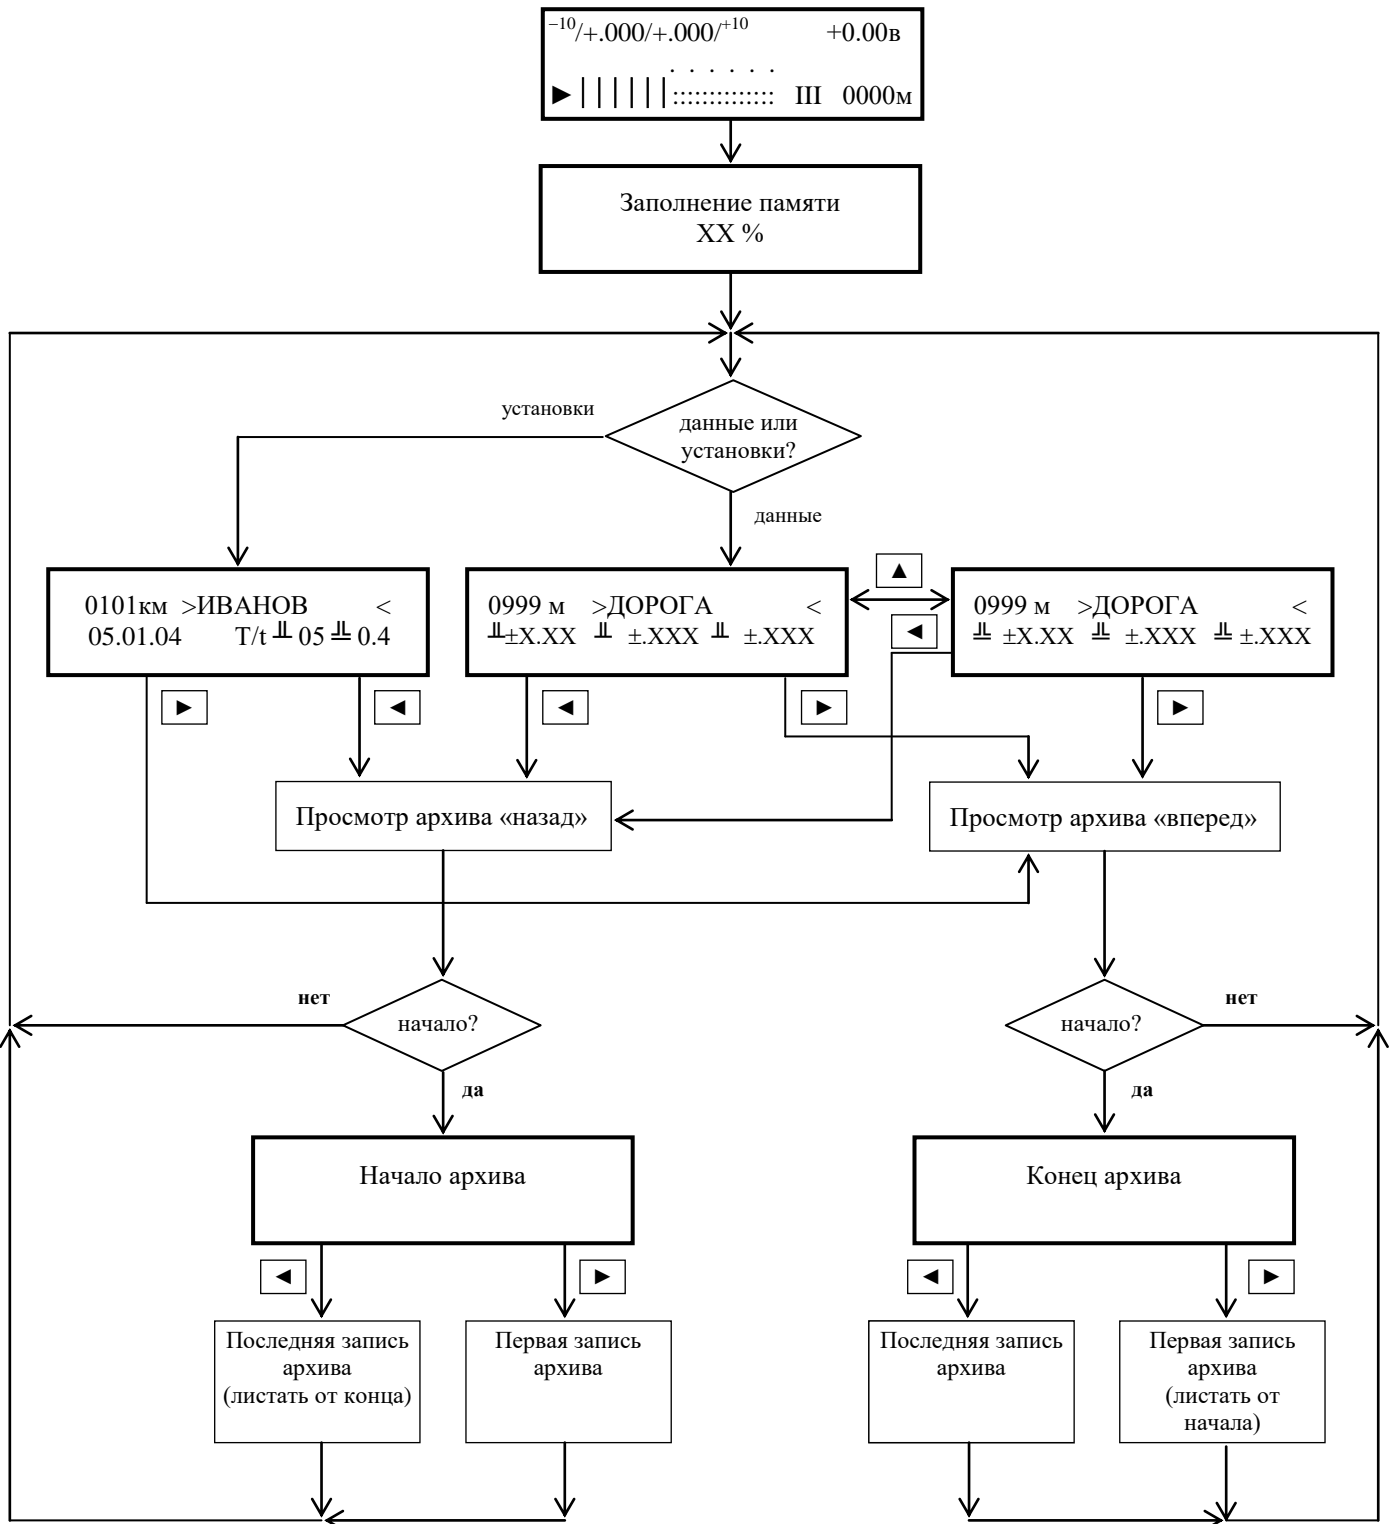 −10/+.000/+.000/+10 +0.00в
► ||||||:::::::::::::: III 0000м
Заполнение памяти
XX %
установки
данные или
установки?
данные
▲
0101км >ИВАНОВ <
05.01.04 T/t ╨ 05 ╩ 0.4
0999 м >ДОРОГА <
╨ ±X.XX ╨ ±.XXX ╨ ±.XXX
◄
0999 м >ДОРОГА <
╩ ±X.XX ╩ ±.XXX ╩ ±.XXX
► ◄ ◄ ► ►
Просмотр архива «назад»
Просмотр архива «вперед»
нет
начало?
да
начало?
нет
да
Начало архива
Конец архива
◄ ► ◄ ►
Последняя запись
архива
(листать от конца)
Первая запись
архива
Последняя запись
архива
Первая запись
архива
(листать от
начала)